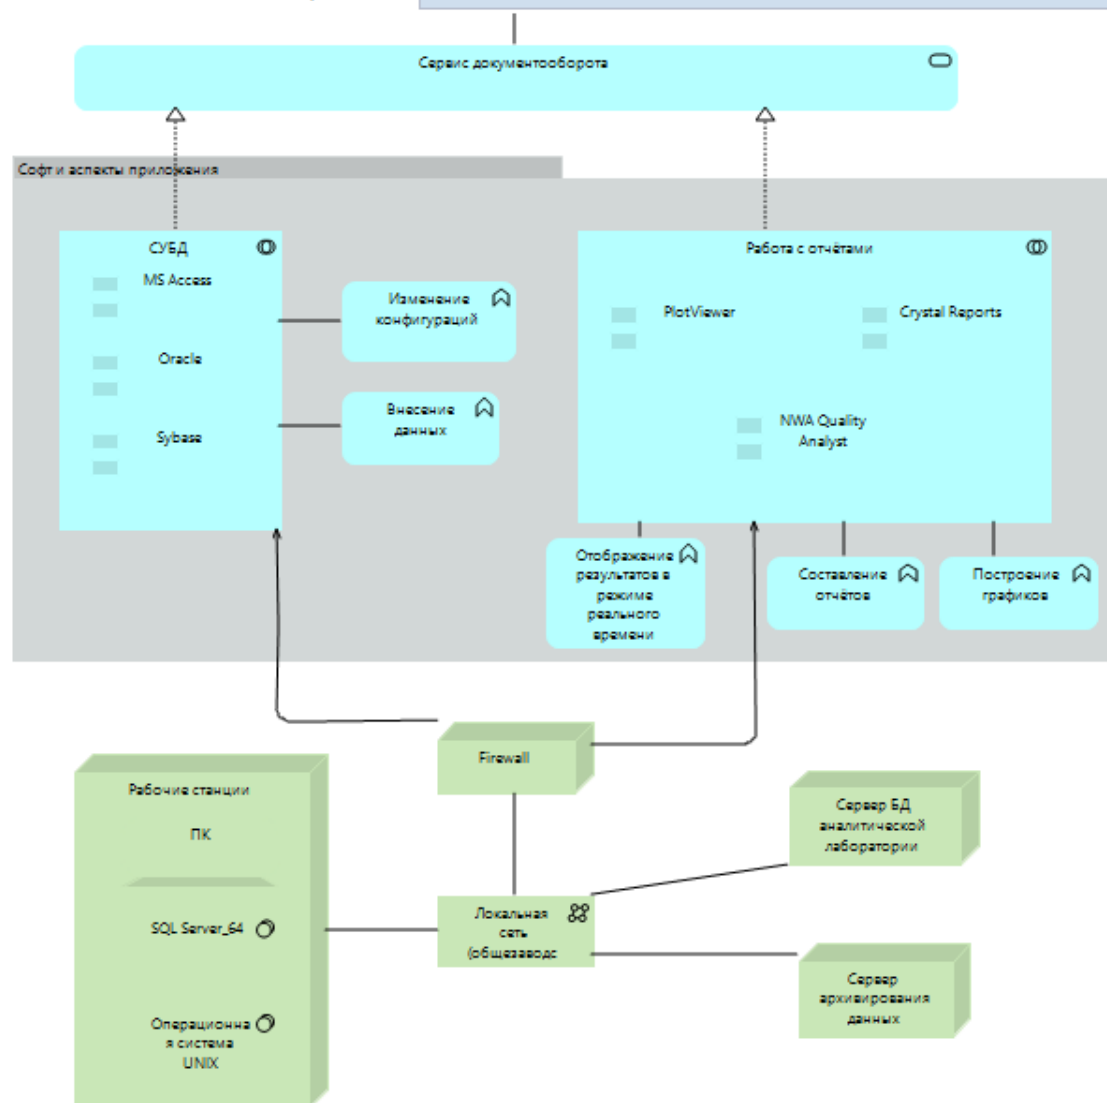 Сервис документооборота
Софт и аспекты приложения
СУБД
MS Access
Oracle
Sybase
Изменение
конфигураций
Внесение
данных
Работа с отчётами
PlotViewer
Crystal Reports
NWA Quality
Analyst
Отображение
результатов в
режиме
реального
времени
Составление
отчётов
Построение
графиков
Firewall
Рабочие станции
ПК
SQL Server_64
Операционна
я система
UNIX
Локальная
сеть
(общезаводс
Сервер БД
аналитической
лаборатории
Сервер
архивирования
данных